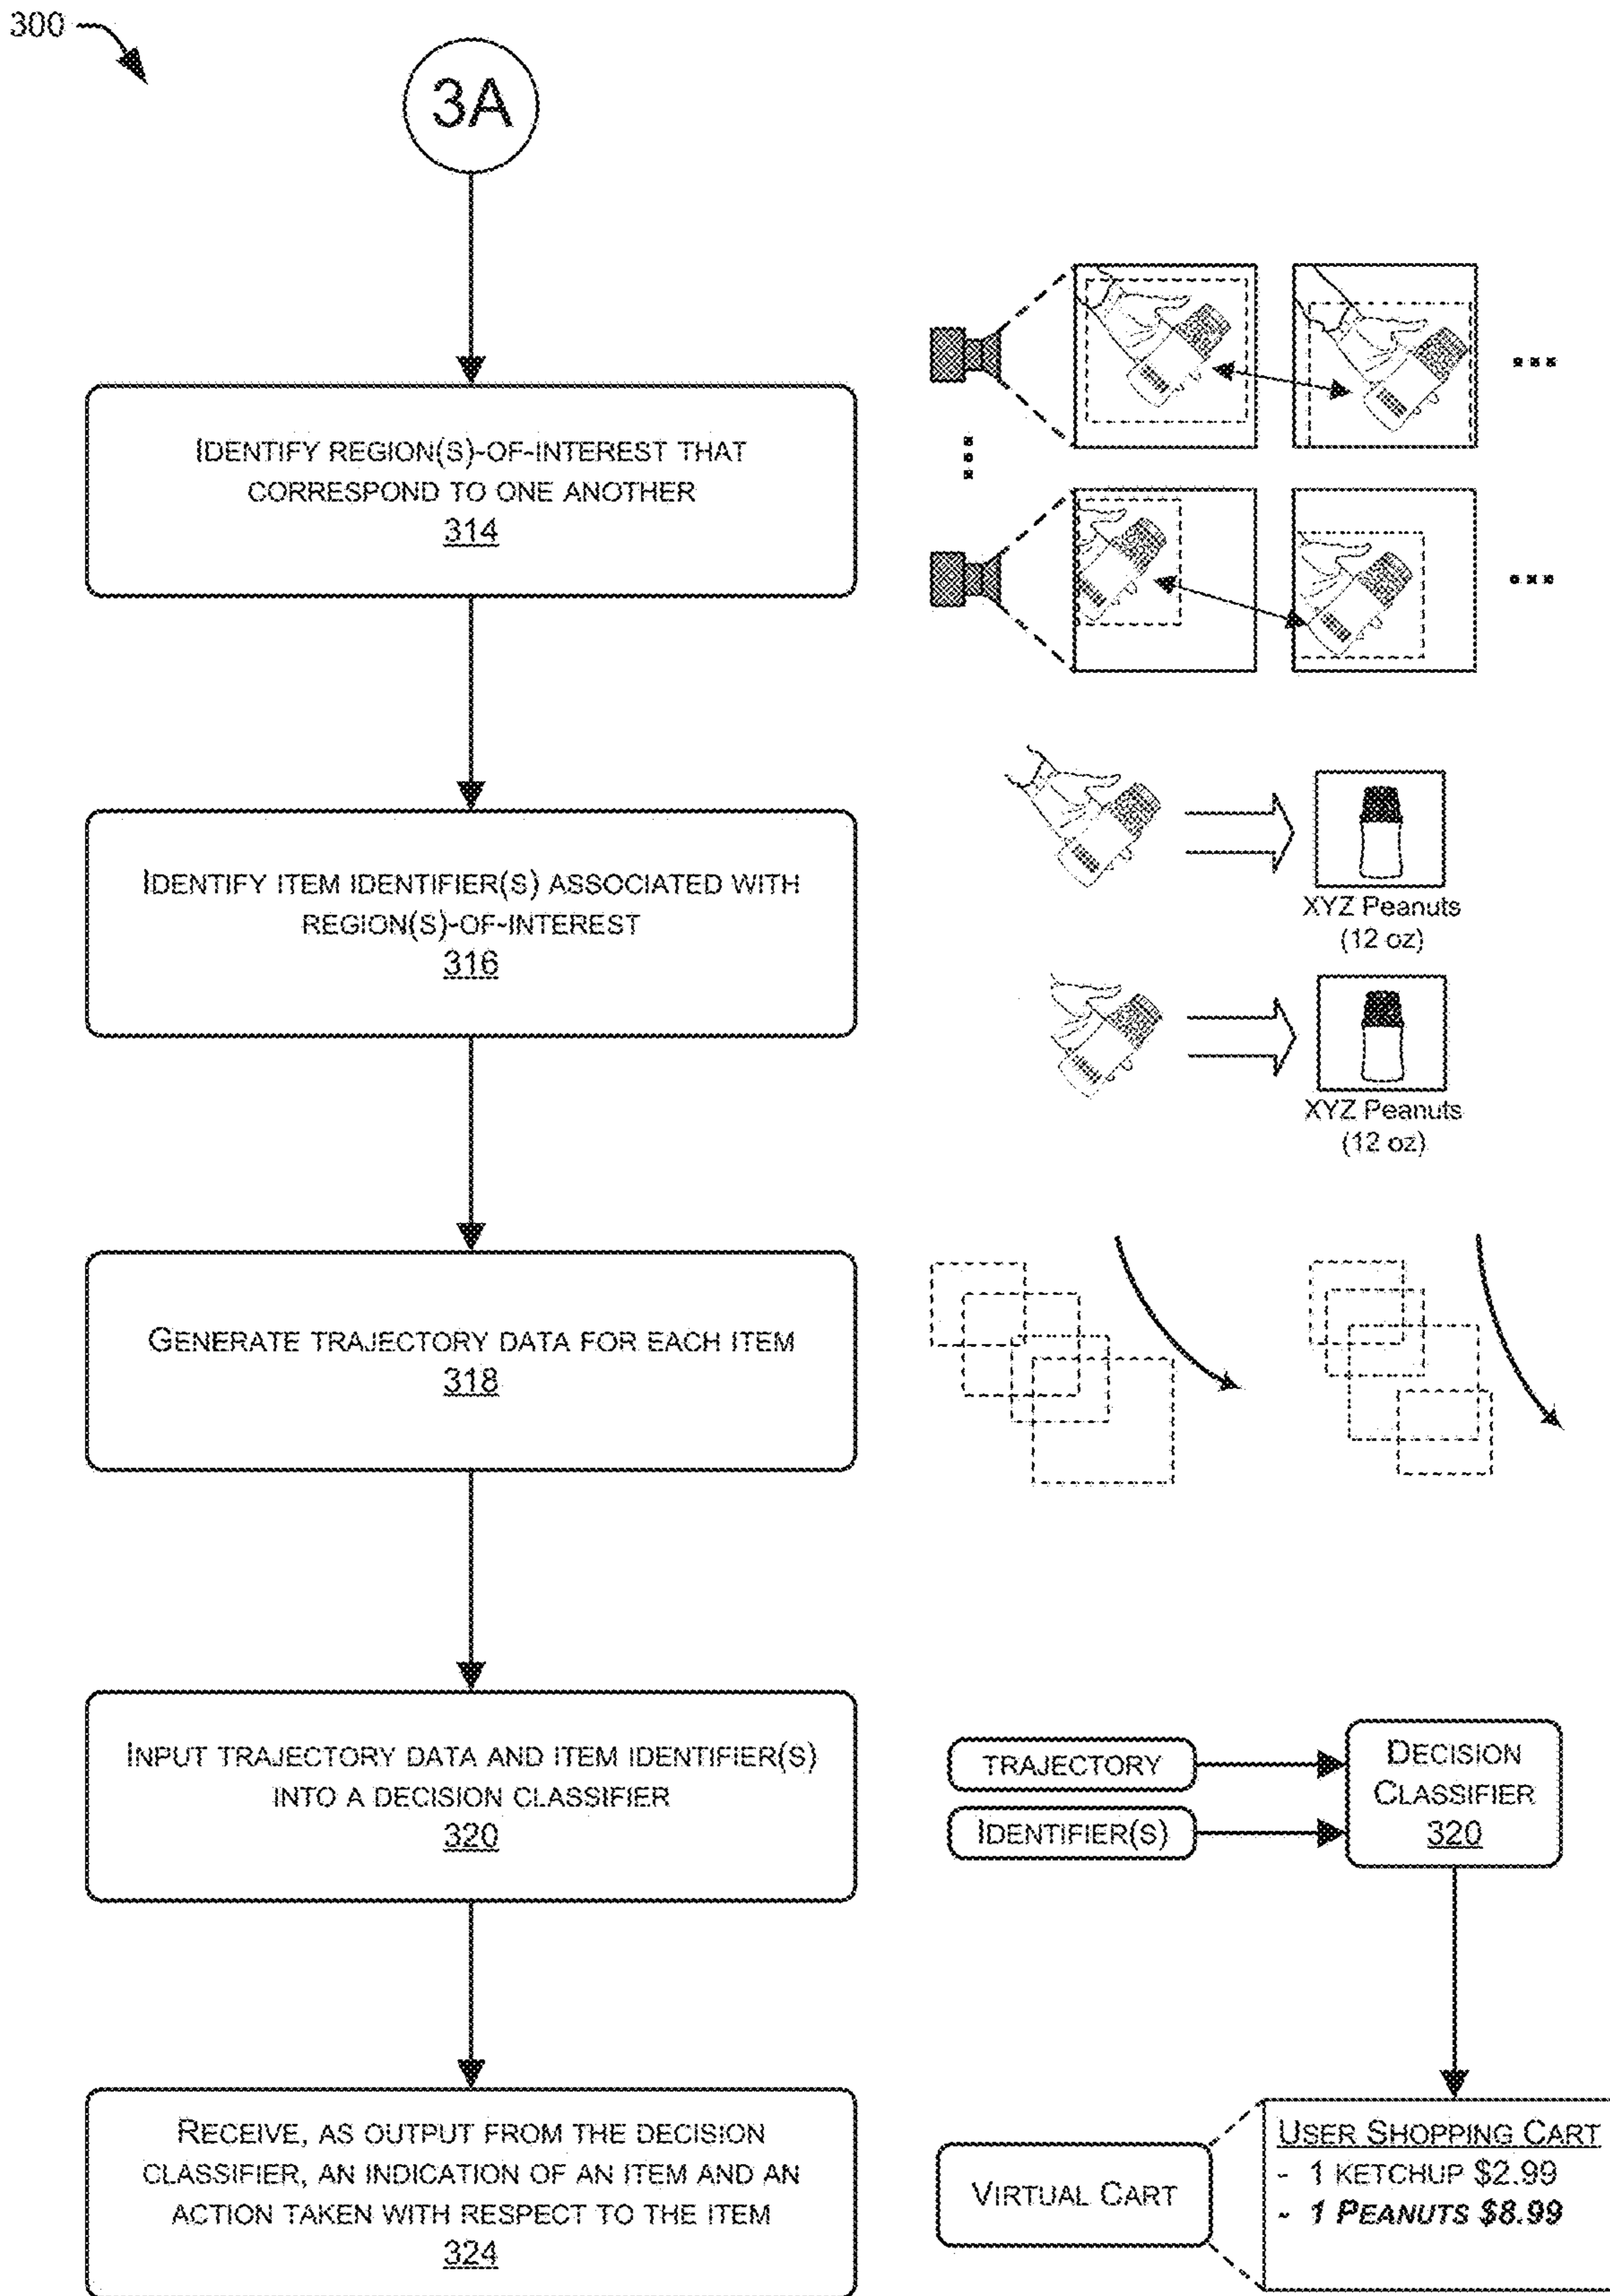 300
3A
IDENTIFY REGION(S)-OF-INTEREST THAT
CORRESPOND TO ONE ANOTHER
314
IDENTIFY ITEM IDENTIFIER(S) ASSOCIATED WITH
REGION(S)-OF-INTEREST
316
XYZ Peanuts
(12 oz)
XYZ Peanuts
(12 oz)
GENERATE TRAJECTORY DATA FOR EACH ITEM
318
INPUT TRAJECTORY DATA AND ITEM IDENTIFIER(S)
INTO A DECISION CLASSIFIER
320
TRAJECTORY
IDENTIFIER(S)
DECISION
CLASSIFIER
320
RECEIVE, AS OUTPUT FROM THE DECISION
CLASSIFIER, AN INDICATION OF AN ITEM AND AN
ACTION TAKEN WITH RESPECT TO THE ITEM
324
VIRTUAL CART
USER SHOPPING CART
- 1 KETCHUP $2.99
- 1 PEANUTS $8.99